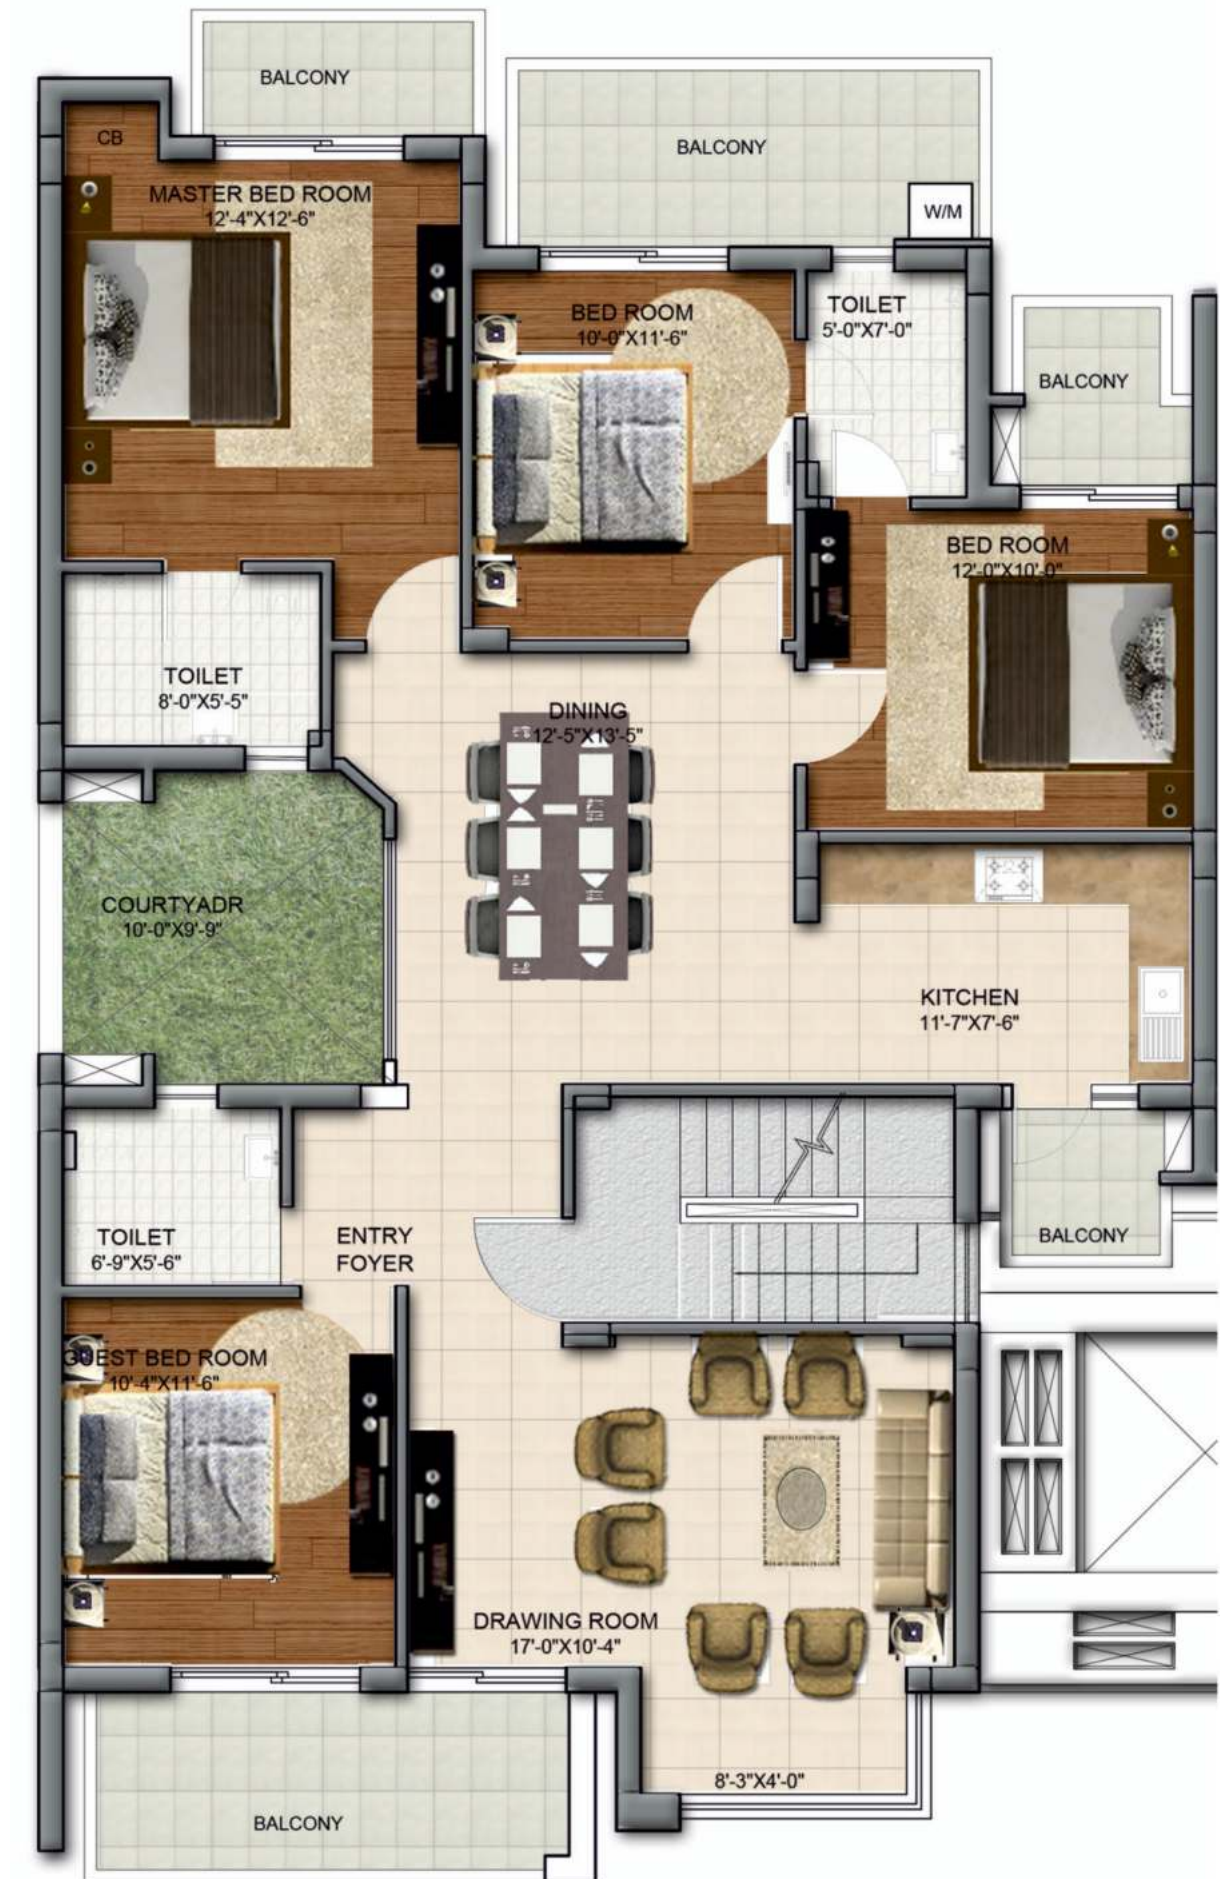 BALCONY
BALCONY
CB
MASTER BED ROOM
12'-4"X12'-6"
W/M
BED ROOM
10'-0"X11'-6"
TOILET
5'-0"X7'-0"
BALCONY
BED ROOM
12'-0"X10'-0"
TOILET
8'-0"X5'-5"
DINING
12'-5"X13'-5"
COURTYADR
10'-0"X9'-9"
KITCHEN
11'-7"X7'-6"
TOILET
6'-9"X5'-6"
ENTRY
FOYER
BALCONY
GUEST BED ROOM
10'-4"X11'-6"
DRAWING ROOM
17'-0"X10'-4"
8'-3"X4'-0"
BALCONY